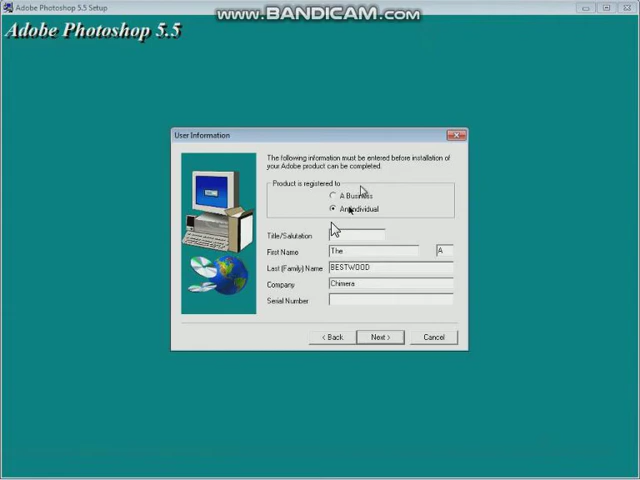 Adobe Photoshop 5.5 Setup
www.BANDICAM.com
Adobe Photoshop 5.5
User Information
The following information must be entered before installation of
your Adobe product can be completed.
Product is registered to
A Business
An Individual
Title/Salutation
First Name The A
Last (Family) Name BESTWOOD
Company Chimera
Serial Number
< Back Next > Cancel